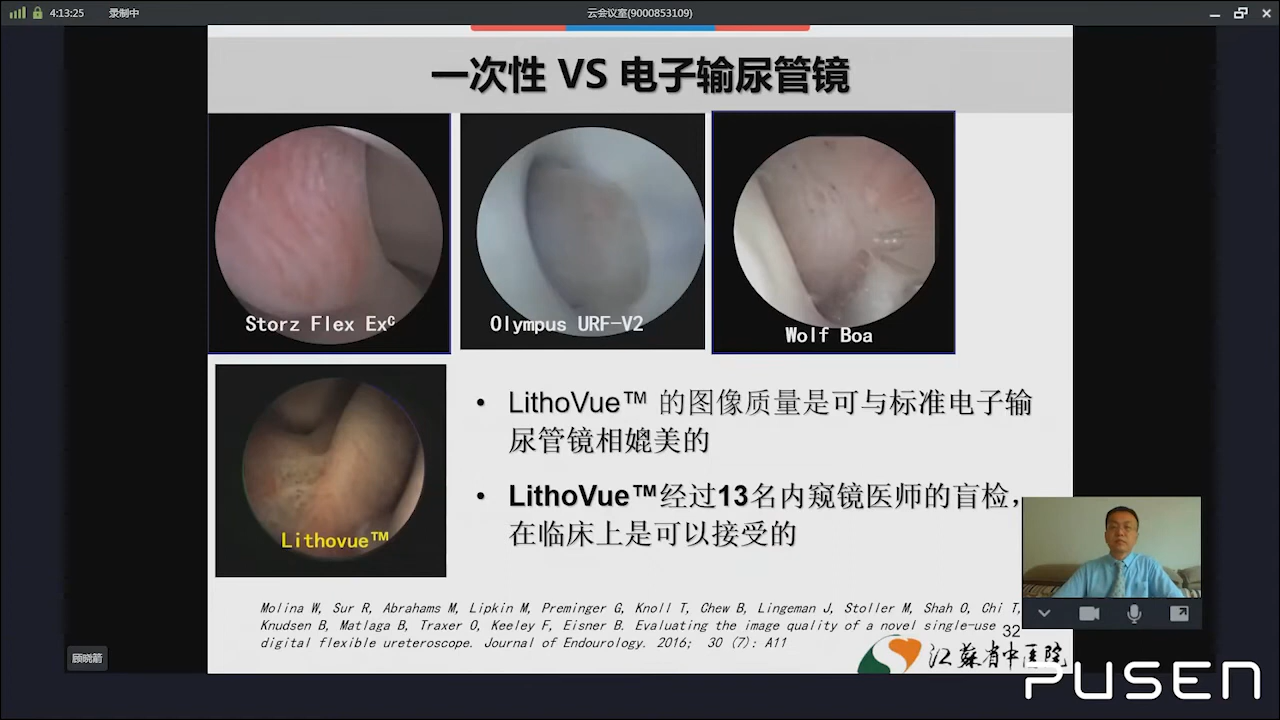 4:13:25 录制中 云会议室(9000853109)
一次性 VS 电子输尿管镜
Storz Flex Exᶜ
Olympus URF-V2
Wolf Boa
Lithovue™
• LithoVue™ 的图像质量是可与标准电子输
尿管镜相媲美的
• LithoVue™经过13名内窥镜医师的盲检，
在临床上是可以接受的
Molina W, Sur R, Abrahams M, Lipkin M, Preminger G, Knoll T, Chew B, Lingeman J, Stoller M, Shah O, Chi T,
Knudsen B, Matlaga B, Traxer O, Keeley F, Eisner B. Evaluating the image quality of a novel single-use
digital flexible ureteroscope. Journal of Endourology. 2016; 30 (7): A11
32
江苏省中医院
顾晓箭
PUSEN